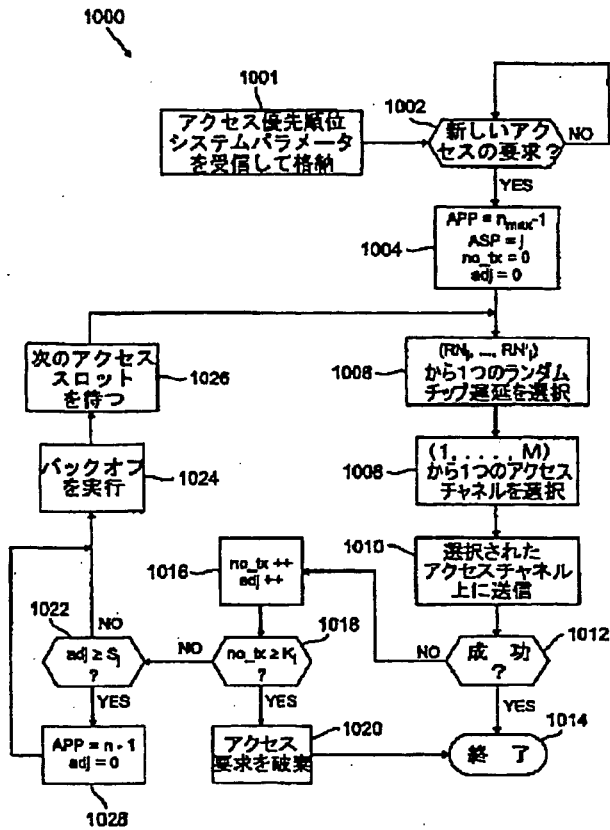 1000
1001
アクセス優先順位
システムパラメータ
を受信して格納
1002
新しいアク
セスの要求?
NO
YES
1004
APP = nmax-1
ASP = j
no_tx = 0
adj = 0
1006
(RNj, ..., RN'j)
から1つのランダム
チップ遅延を選択
1008
(1, . . . . , M)
から1つのアクセス
チャネルを選択
1010
選択された
アクセスチャネル
上に送信
1012
成功
?
NO
YES
1014
終了
1016
no_tx ++
adj ++
1018
no_tx ≥ Kj
?
NO
YES
1020
アクセス
要求を破棄
1022
adj ≥ Sj
?
NO
YES
APP = n - 1
adj = 0
1028
1024
バックオフ
を実行
1026
次のアクセス
スロット
を待つ